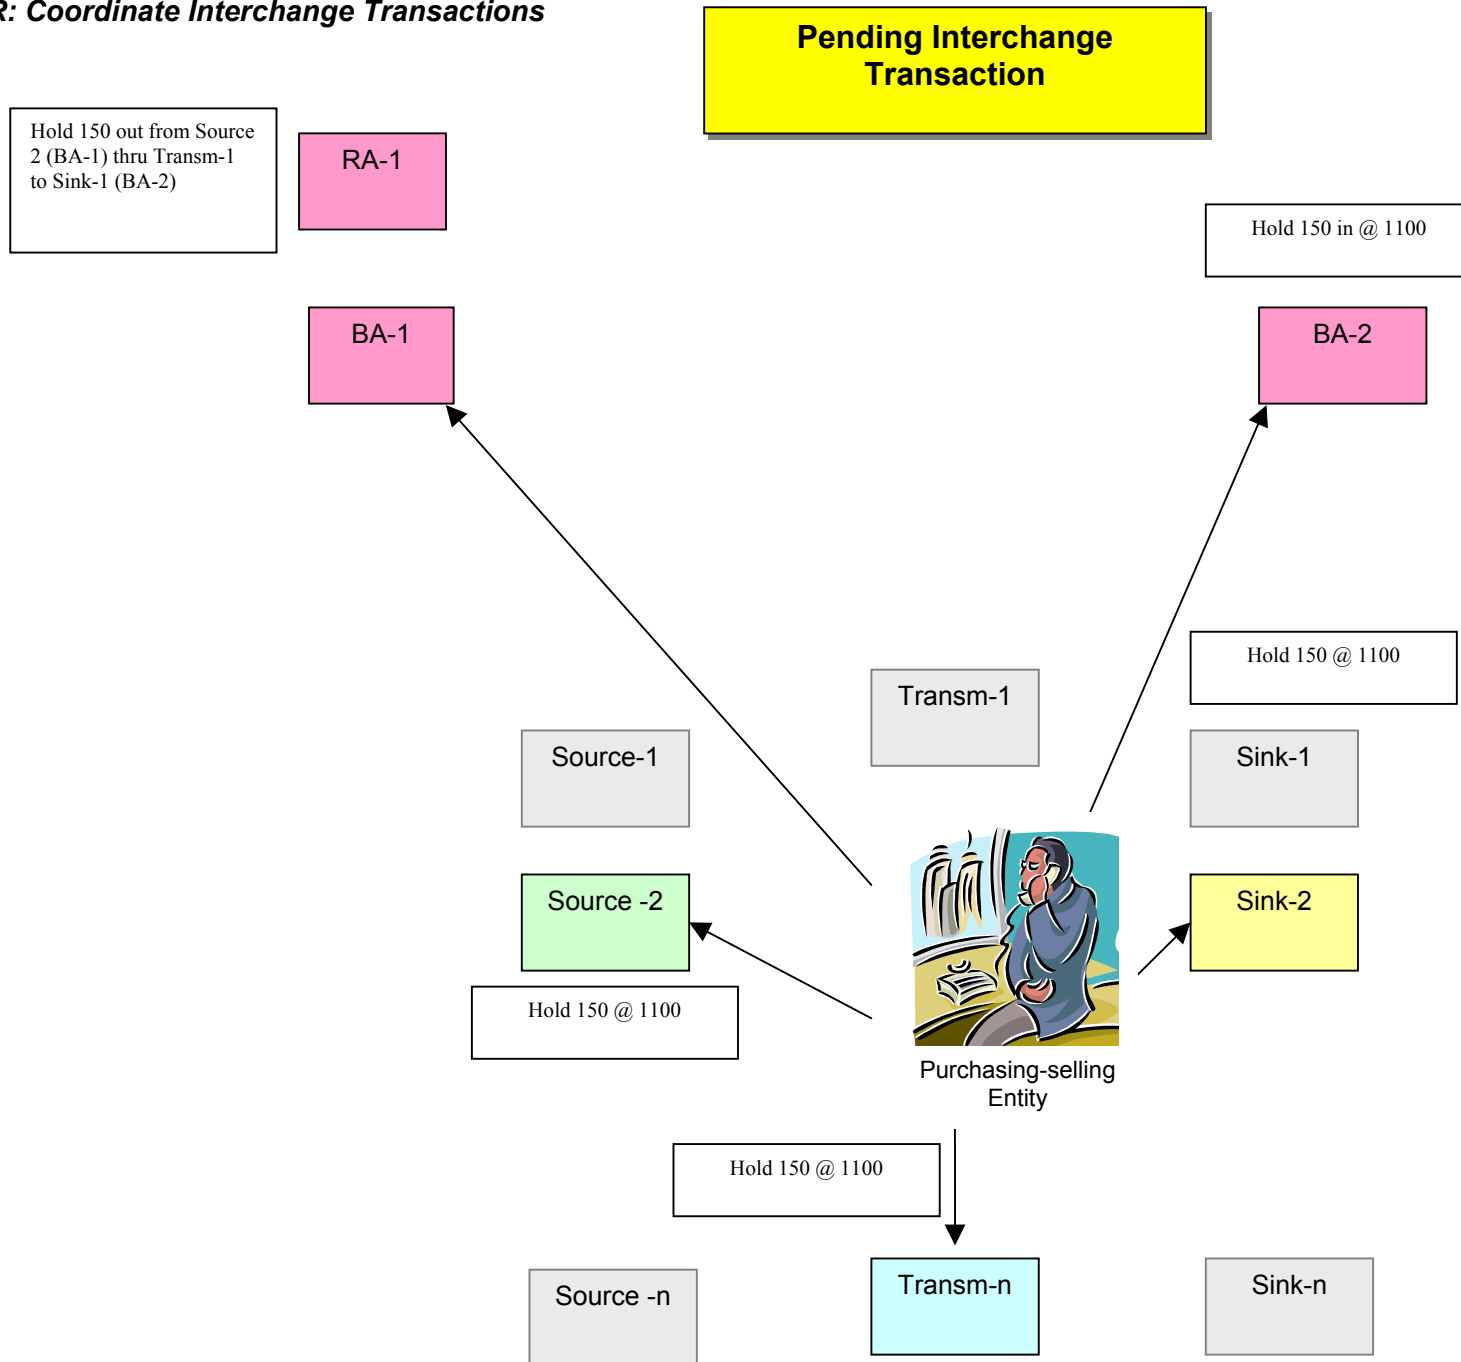 R: Coordinate Interchange Transactions
Pending Interchange
Transaction
Hold 150 out from Source
2 (BA-1) thru Transm-1
to Sink-1 (BA-2)
RA-1
Hold 150 in @ 1100
BA-1
BA-2
Hold 150 @ 1100
Transm-1
Source-1
Sink-1
Source -2
Sink-2
Hold 150 @ 1100
Purchasing-selling
Entity
Hold 150 @ 1100
Source -n
Transm-n
Sink-n